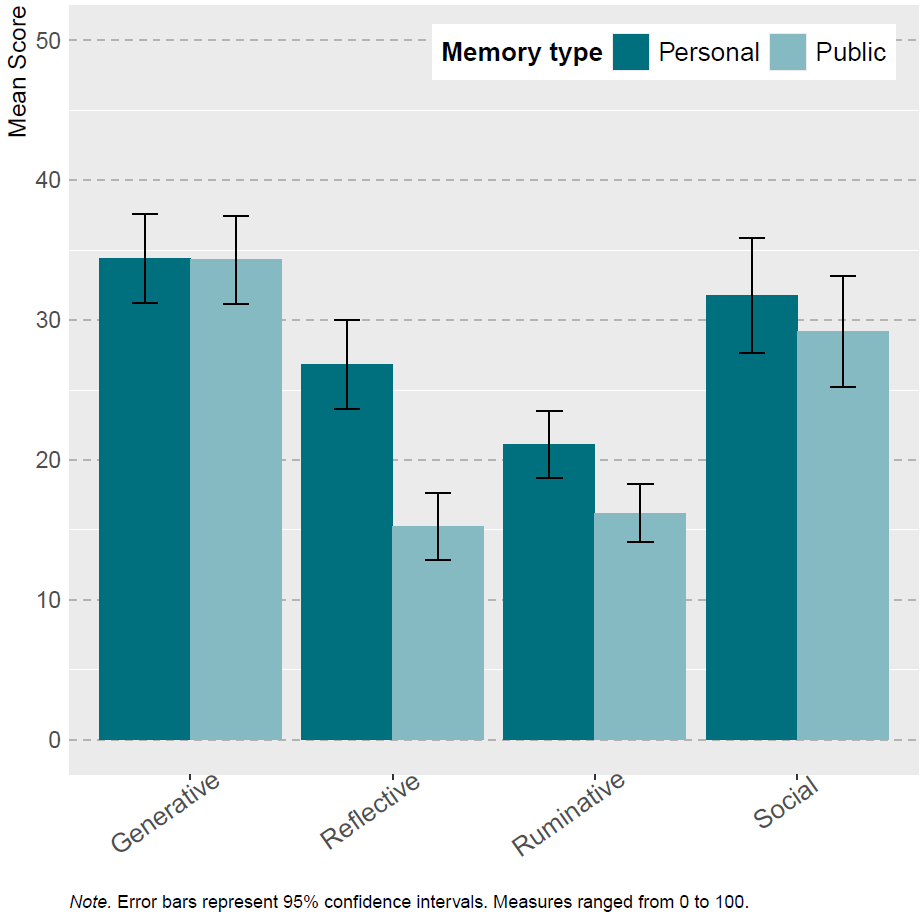 Mean Score
Memory type Personal Public
50
40
30
20
10
0
Generative
Reflective
Ruminative
Social
Note. Error bars represent 95% confidence intervals. Measures ranged from 0 to 100.